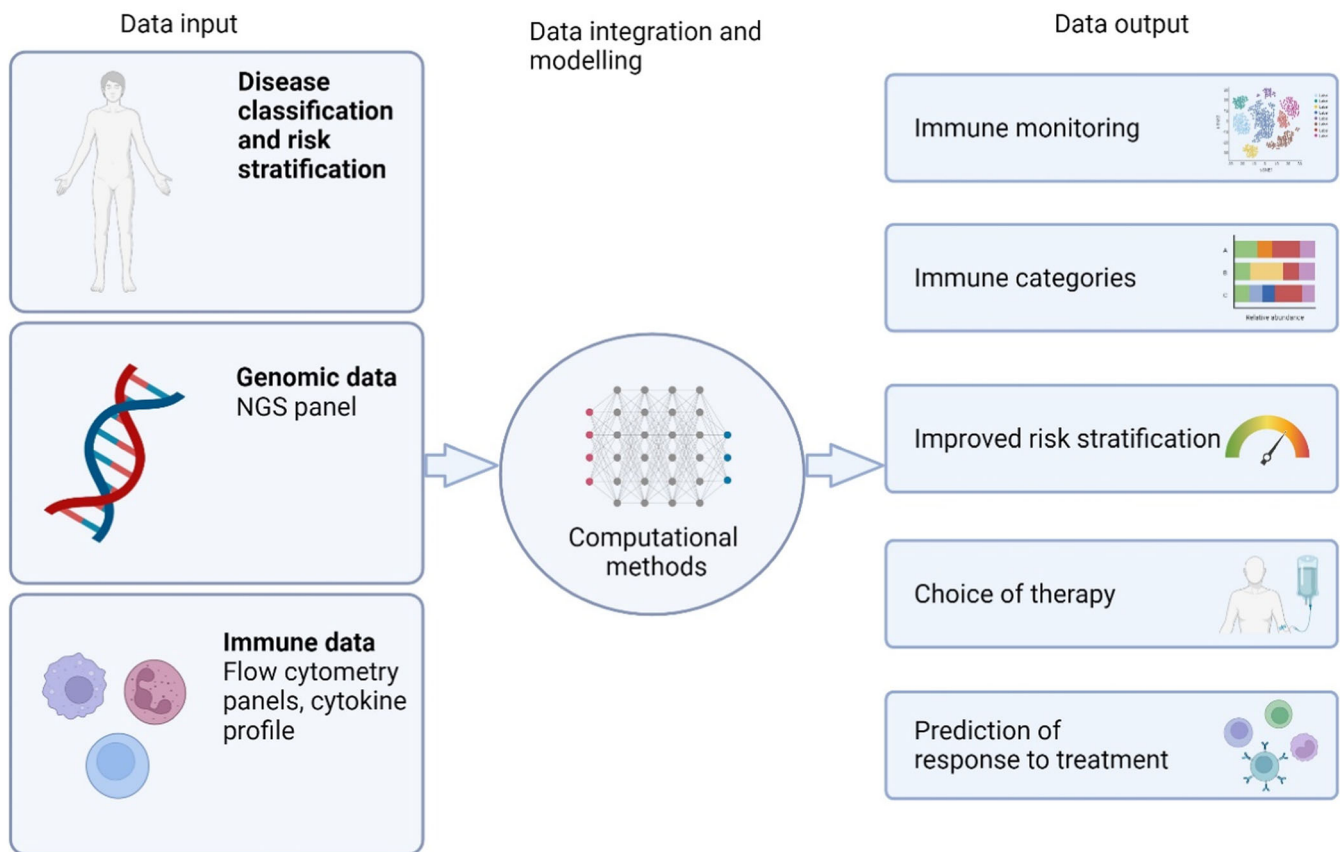 Data input
Disease
classification
and risk
stratification
Genomic data
NGS panel
Immune data
Flow cytometry
panels, cytokine
profile
Data integration and
modelling
Computational
methods
Data output
Immune monitoring
Immune categories
A
B
C
Relative abundance
Improved risk stratification
Choice of therapy
Prediction of
response to treatment